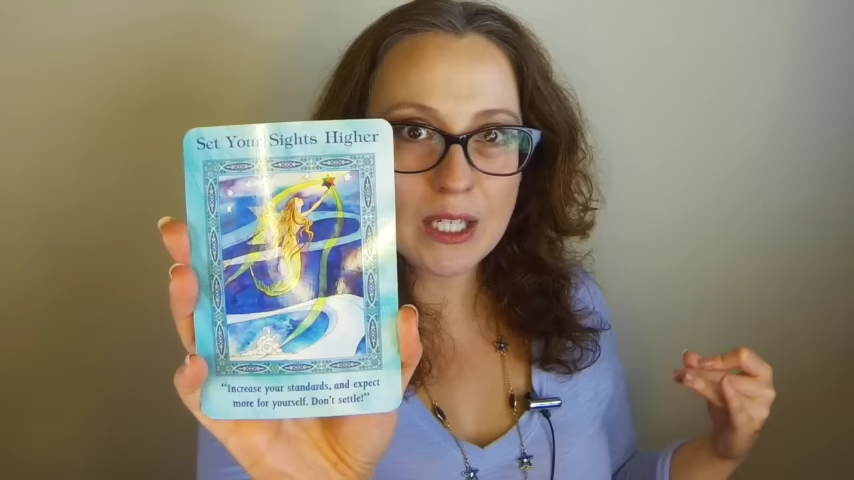 Set Your Sights Higher
"Increase your standards, and expect
more for yourself. Don't settle!"